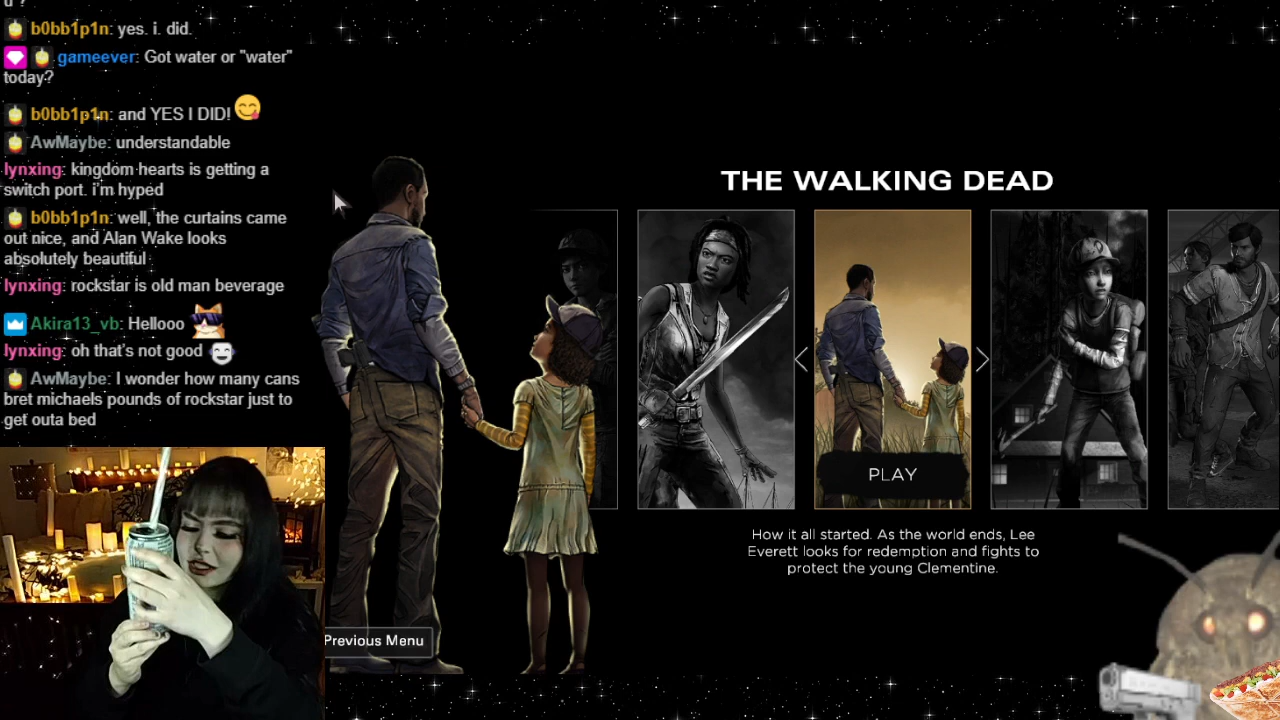 b0bb1p1n: yes. i. did.
gameever: Got water or "water"
today?
b0bb1p1n: and YES I DID!
AwMaybe: understandable
lynxing: kingdom hearts is getting a
switch port. i'm hyped
b0bb1p1n: well, the curtains came
out nice, and Alan Wake looks
absolutely beautiful
lynxing: rockstar is old man beverage
Akira13_vb: Hellooo
lynxing: oh that's not good
AwMaybe: I wonder how many cans
bret michaels pounds of rockstar just to
get outa bed
THE WALKING DEAD
PLAY
How it all started. As the world ends, Lee
Everett looks for redemption and fights to
protect the young Clementine.
Previous Menu